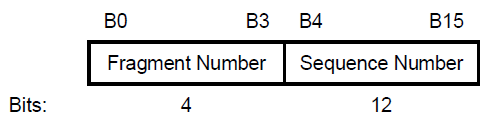 B0 B3 B4 B15
Fragment Number Sequence Number
Bits: 4 12